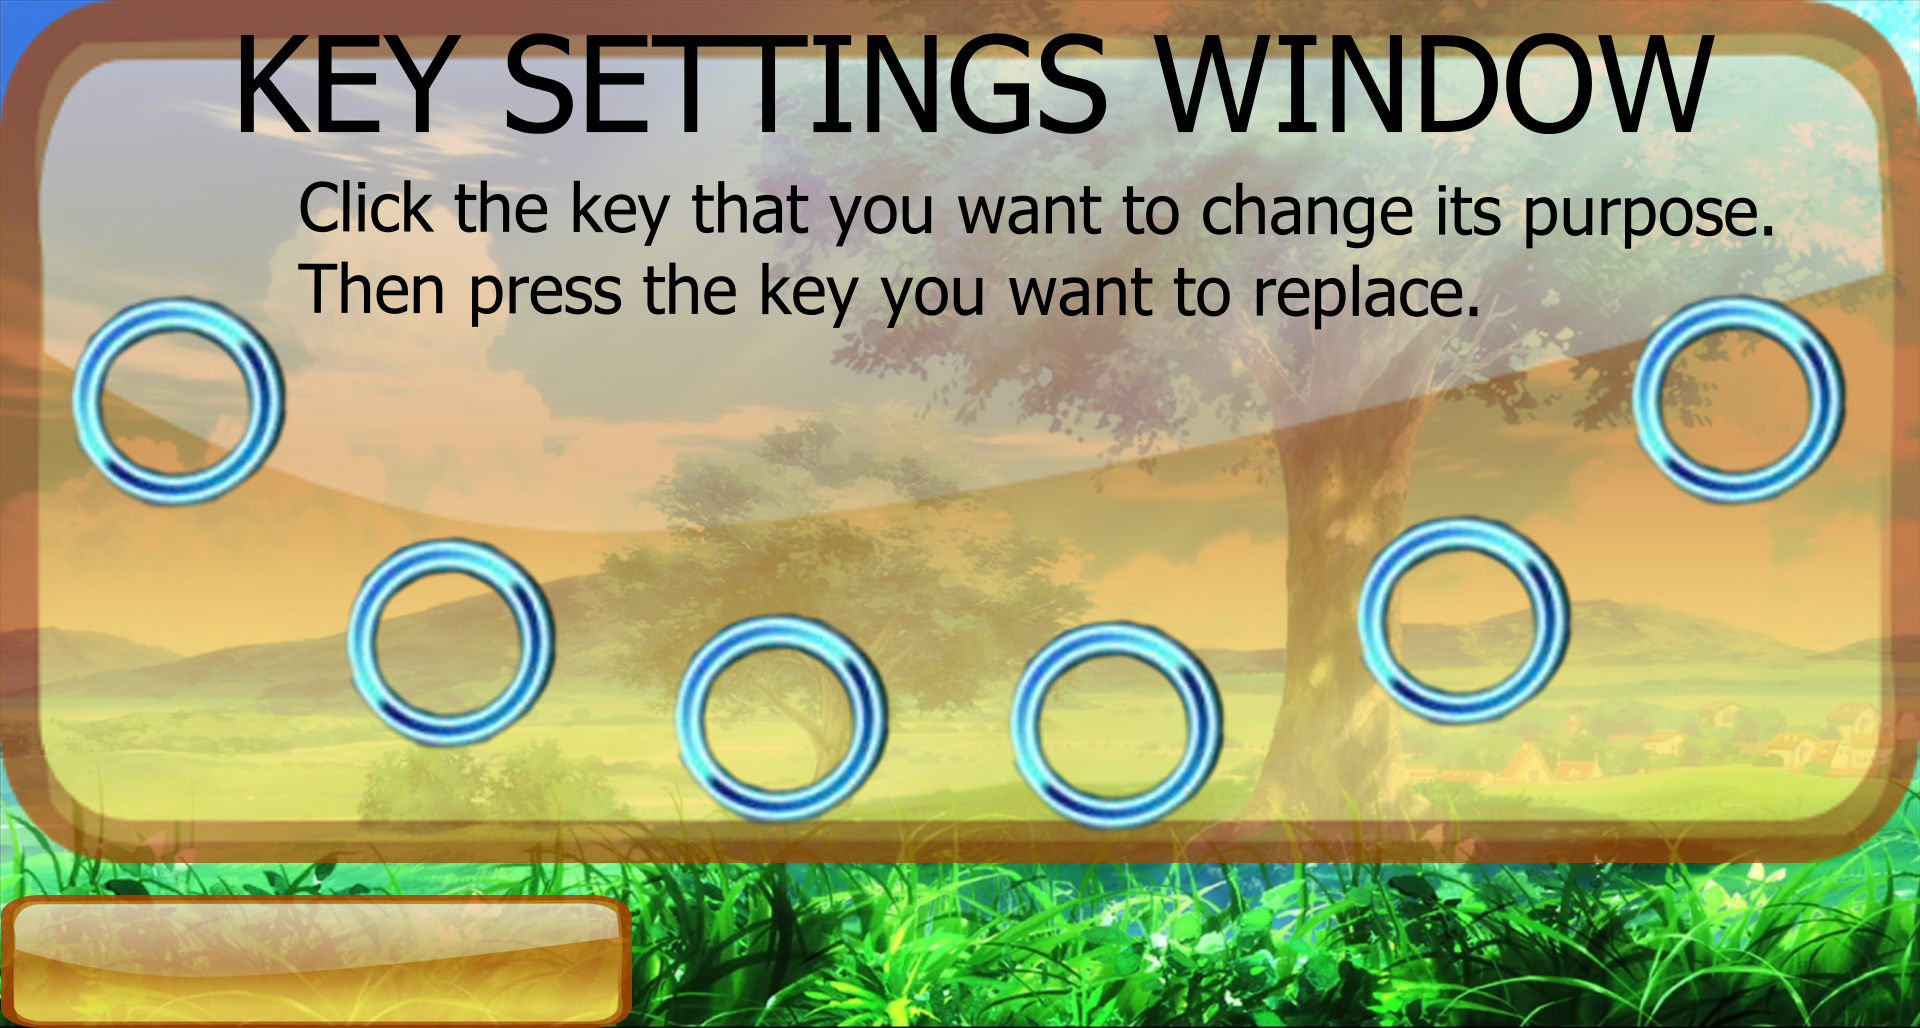 KEY SETTINGS WINDOW
Click the key that you want to change its purpose.
Then press the key you want to replace.